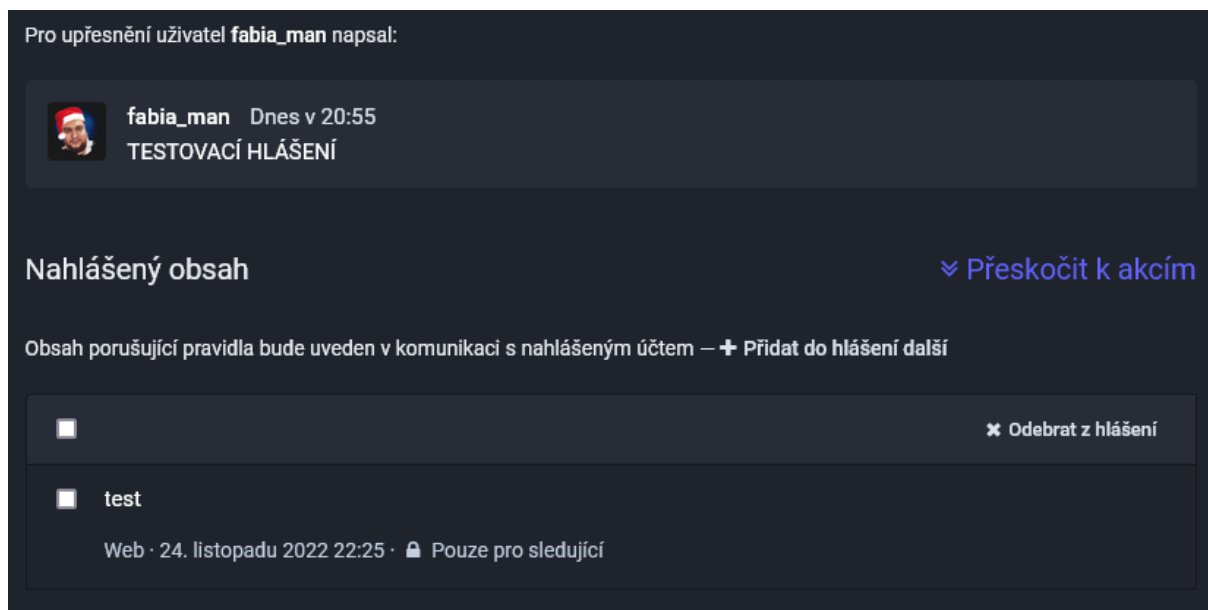 Pro upřesnění uživatel fabia_man napsal:
fabia_man Dnes v 20:55
TESTOVACÍ HLÁŠENÍ
Nahlášený obsah
Přeskočit k akcím
Obsah porušující pravidla bude uveden v komunikaci s nahlášeným účtem — + Přidat do hlášení další
Odebrat z hlášení
test
Web · 24. listopadu 2022 22:25 · Pouze pro sledující